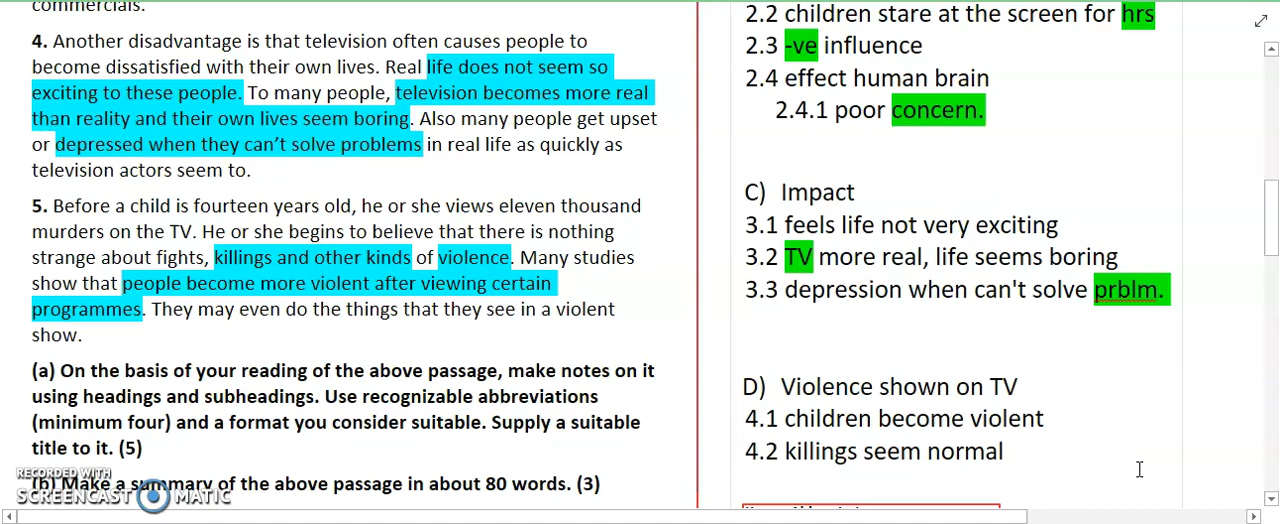 commercials.
4. Another disadvantage is that television often causes people to
become dissatisfied with their own lives. Real life does not seem so
exciting to these people. To many people, television becomes more real
than reality and their own lives seem boring. Also many people get upset
or depressed when they can't solve problems in real life as quickly as
television actors seem to.
5. Before a child is fourteen years old, he or she views eleven thousand
murders on the TV. He or she begins to believe that there is nothing
strange about fights, killings and other kinds of violence. Many studies
show that people become more violent after viewing certain
programmes. They may even do the things that they see in a violent
show.
(a) On the basis of your reading of the above passage, make notes on it
using headings and subheadings. Use recognizable abbreviations
(minimum four) and a format you consider suitable. Supply a suitable
title to it. (5)
(b) Make a summary of the above passage in about 80 words. (3)
RECORDED WITH
SCREENCAST MATIC
2.2 children stare at the screen for hrs
2.3 -ve influence
2.4 effect human brain
2.4.1 poor concern.
C) Impact
3.1 feels life not very exciting
3.2 TV more real, life seems boring
3.3 depression when can't solve prblm.
D) Violence shown on TV
4.1 children become violent
4.2 killings seem normal